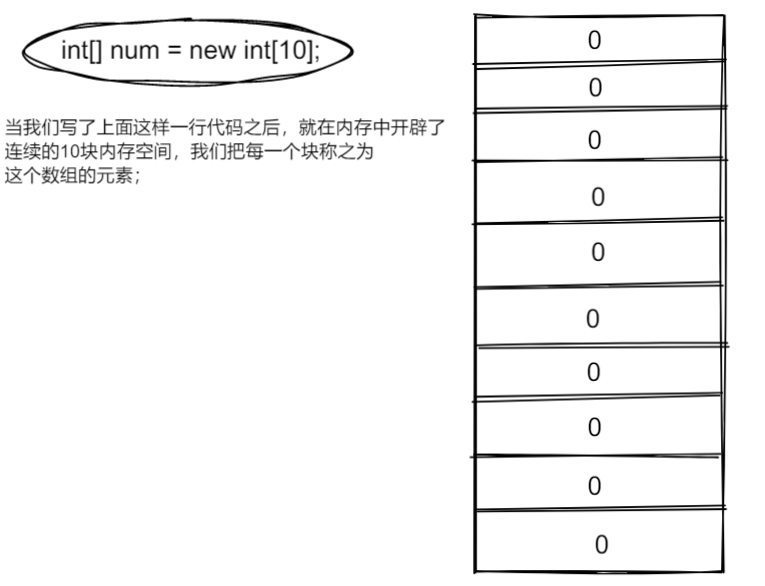 int[] num = new int[10];
当我们写了上面这样一行代码之后，就在内存中开辟了
连续的10块内存空间，我们把每一个块称之为
这个数组的元素；
0
0
0
0
0
0
0
0
0
0